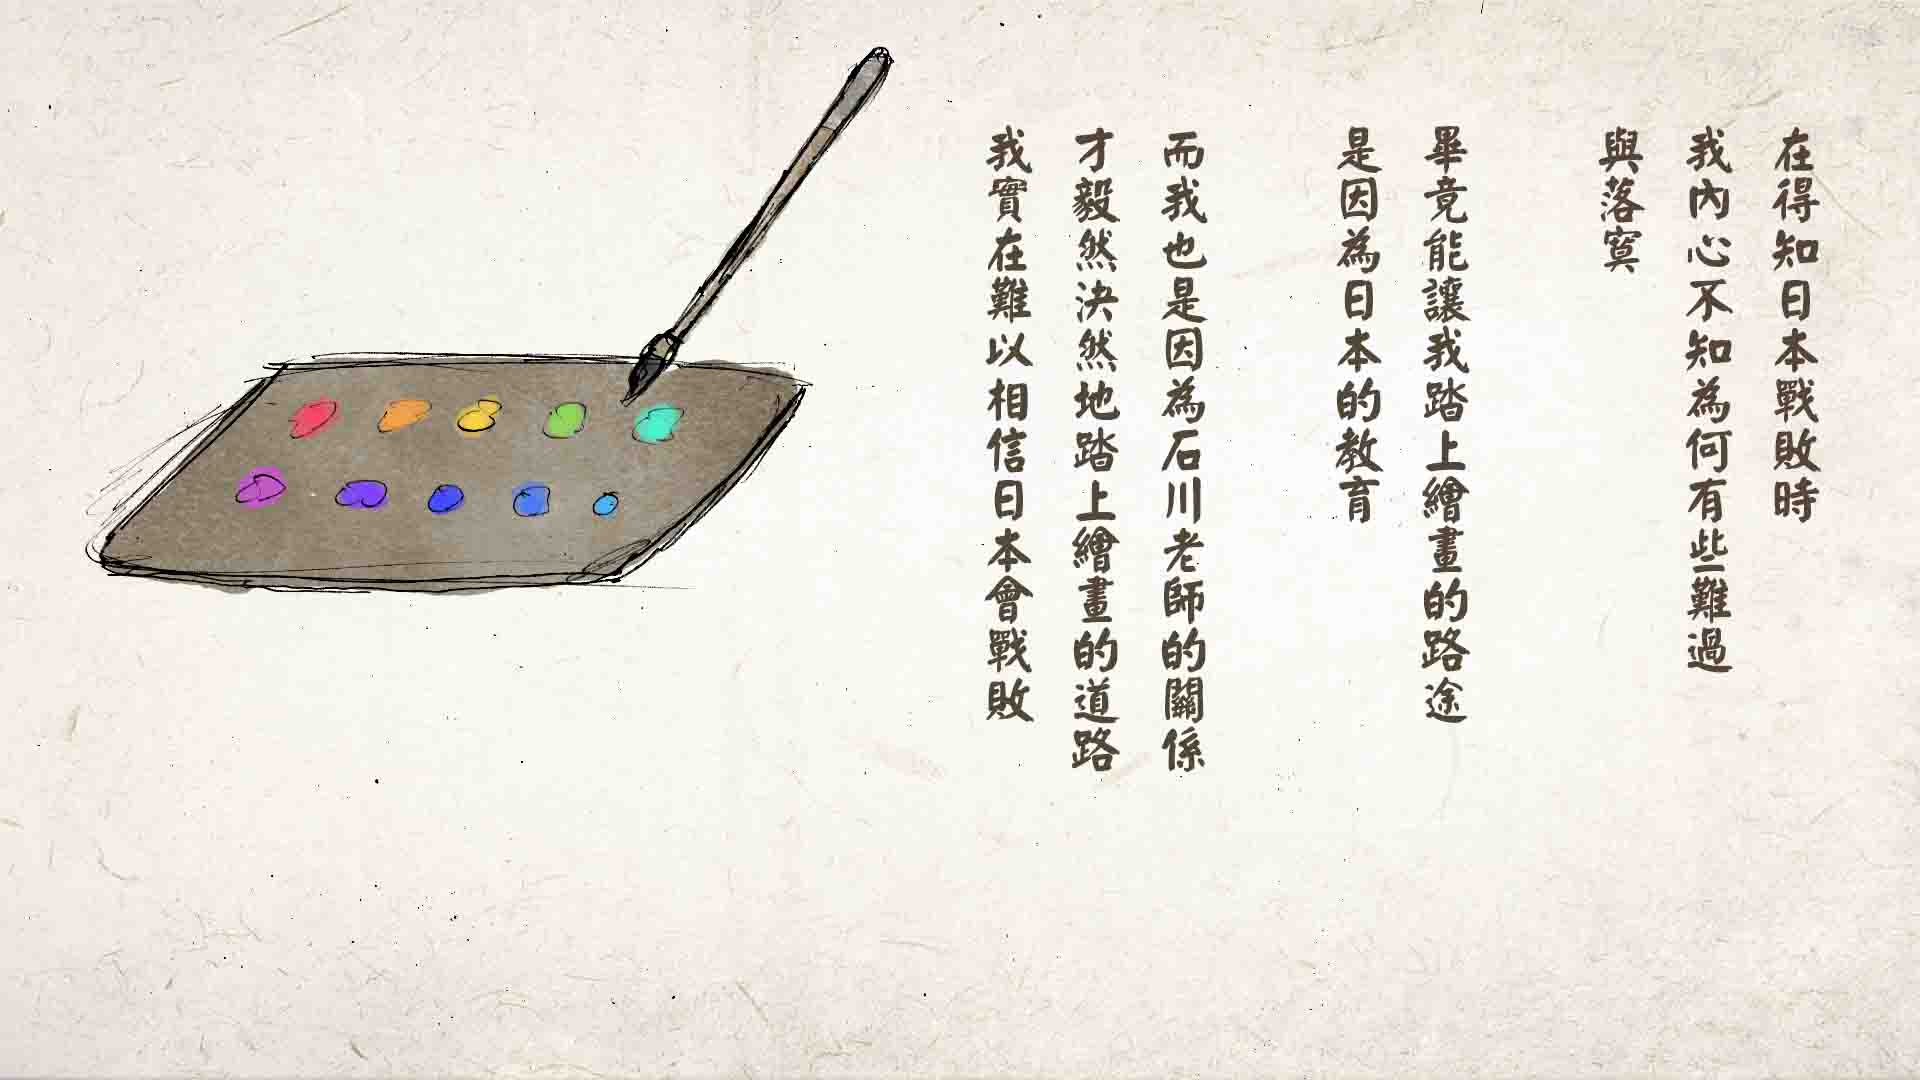 在得知日本戰敗時
我內心不知為何有些難過
與落寞
畢竟能讓我踏上繪畫的路途
是因為日本的教育
而我也是因為石川老師的關係
才毅然決然地踏上繪畫的道路
我實在難以相信日本會戰敗